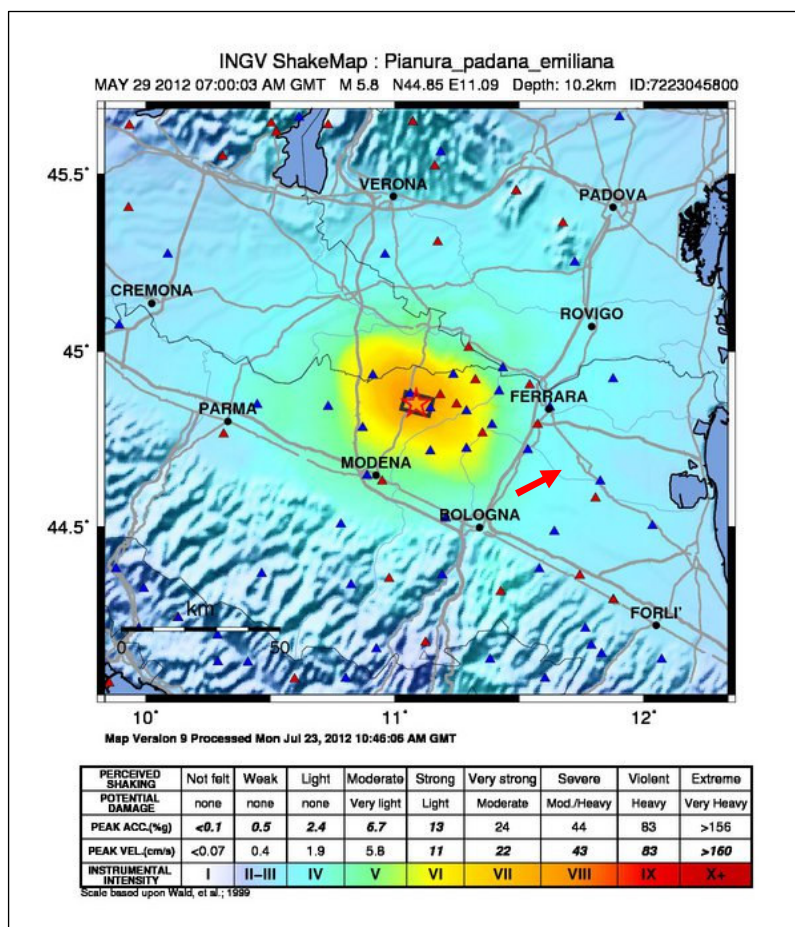 INGV ShakeMap : Pianura_padana_emiliana
MAY 29 2012 07:00:03 AM GMT M 5.8 N44.85 E11.09 Depth: 10.2km ID:7223045800
45.5˚
VERONA
PADOVA
CREMONA
ROVIGO
45˚
FERRARA
PARMA
MODENA
BOLOGNA
44.5˚
km
FORLI'
0 50
10˚ 11˚ 12˚
Map Version 9 Processed Mon Jul 23, 2012 10:46:06 AM GMT
PERCEIVED SHAKING Not felt Weak Light Moderate Strong Very strong Severe Violent Extreme
POTENTIAL DAMAGE none none none Very light Light Moderate Mod./Heavy Heavy Very Heavy
PEAK ACC.(%g) <0.1 0.5 2.4 6.7 13 24 44 83 >156
PEAK VEL.(cm/s) <0.07 0.4 1.9 5.8 11 22 43 83 >160
INSTRUMENTAL INTENSITY I II-III IV V VI VII VIII IX X+
Scale based upon Wald, et al.; 1999